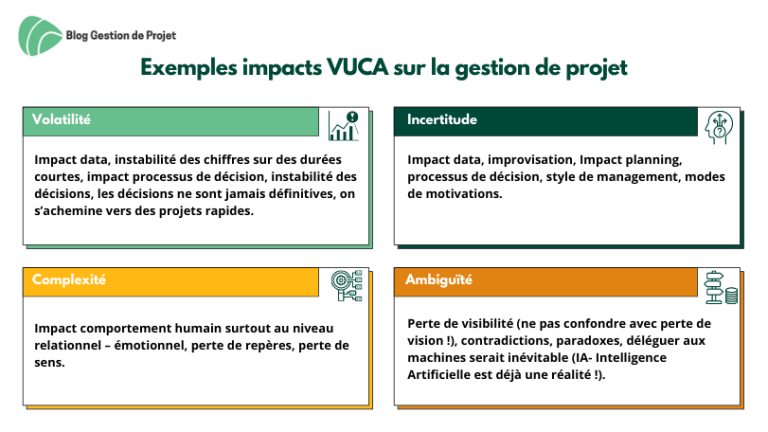 Blog Gestion de Projet
Exemples impacts VUCA sur la gestion de projet
Volatilité
Impact data, instabilité des chiffres sur des durées
courtes, impact processus de décision, instabilité des
décisions, les décisions ne sont jamais définitives, on
s’achemine vers des projets rapides.
Incertitude
Impact data, improvisation, Impact planning,
processus de décision, style de management, modes
de motivations.
Complexité
Impact comportement humain surtout au niveau
relationnel – émotionnel, perte de repères, perte de
sens.
Ambiguïté
Perte de visibilité (ne pas confondre avec perte de
vision !), contradictions, paradoxes, déléguer aux
machines serait inévitable (IA- Intelligence
Artificielle est déjà une réalité !).